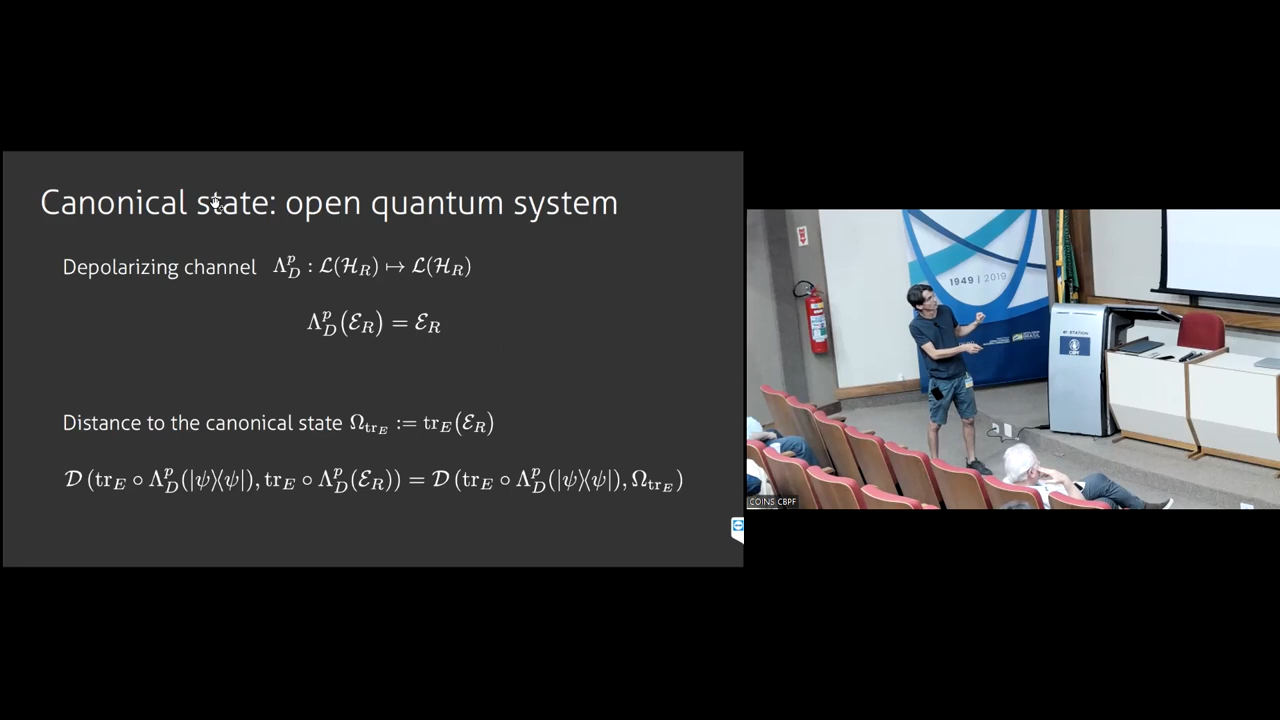 Canonical state: open quantum system
Depolarizing channel Λ_D^p : ℒ(ℋ_R) ↦ ℒ(ℋ_R)
Λ_D^p(ℰ_R) = ℰ_R
Distance to the canonical state Ω_{tr_E} := tr_E(ℰ_R)
𝒟 (tr_E ∘ Λ_D^p(|ψ⟩⟨ψ|), tr_E ∘ Λ_D^p(ℰ_R)) = 𝒟 (tr_E ∘ Λ_D^p(|ψ⟩⟨ψ|), Ω_{tr_E})
1949 | 2019
CBPF
COINS CBPF